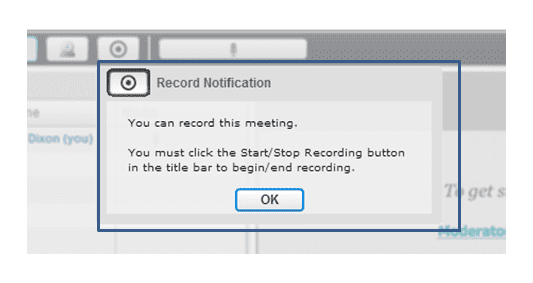 Record Notification
ne
You can record this meeting.
Dixon (you)
You must click the Start/Stop Recording button
in the title bar to begin/end recording.
To get s
OK
Moderato